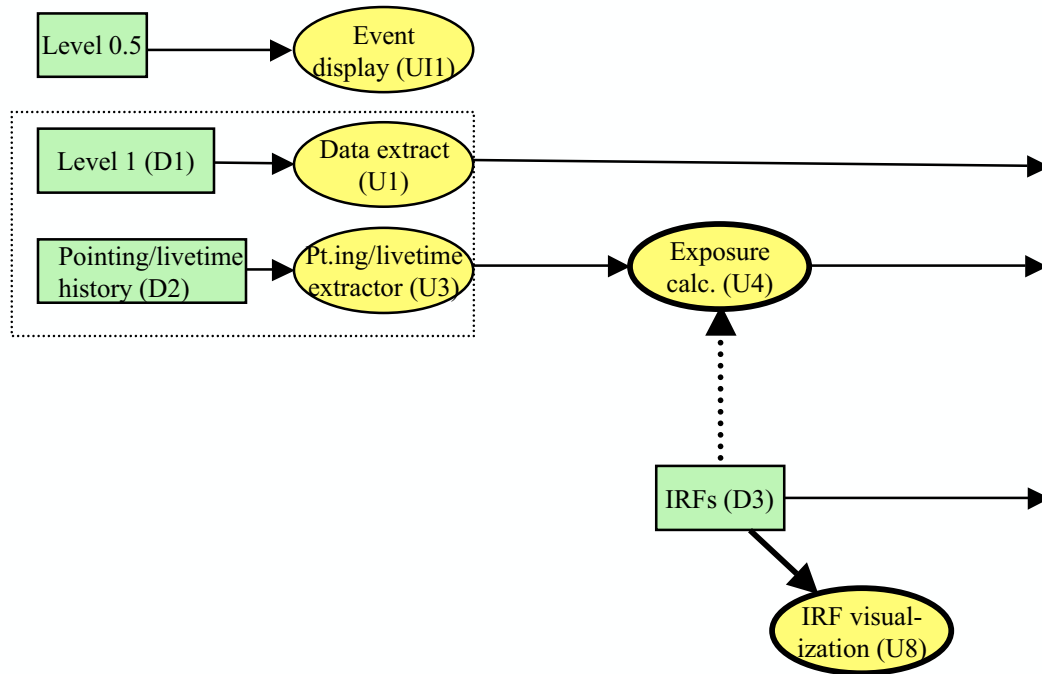 Level 0.5
Event
display (UI1)
Level 1 (D1)
Data extract
(U1)
Pointing/livetime
history (D2)
Pt.ing/livetime
extractor (U3)
Exposure
calc. (U4)
IRFs (D3)
IRF visual-
ization (U8)